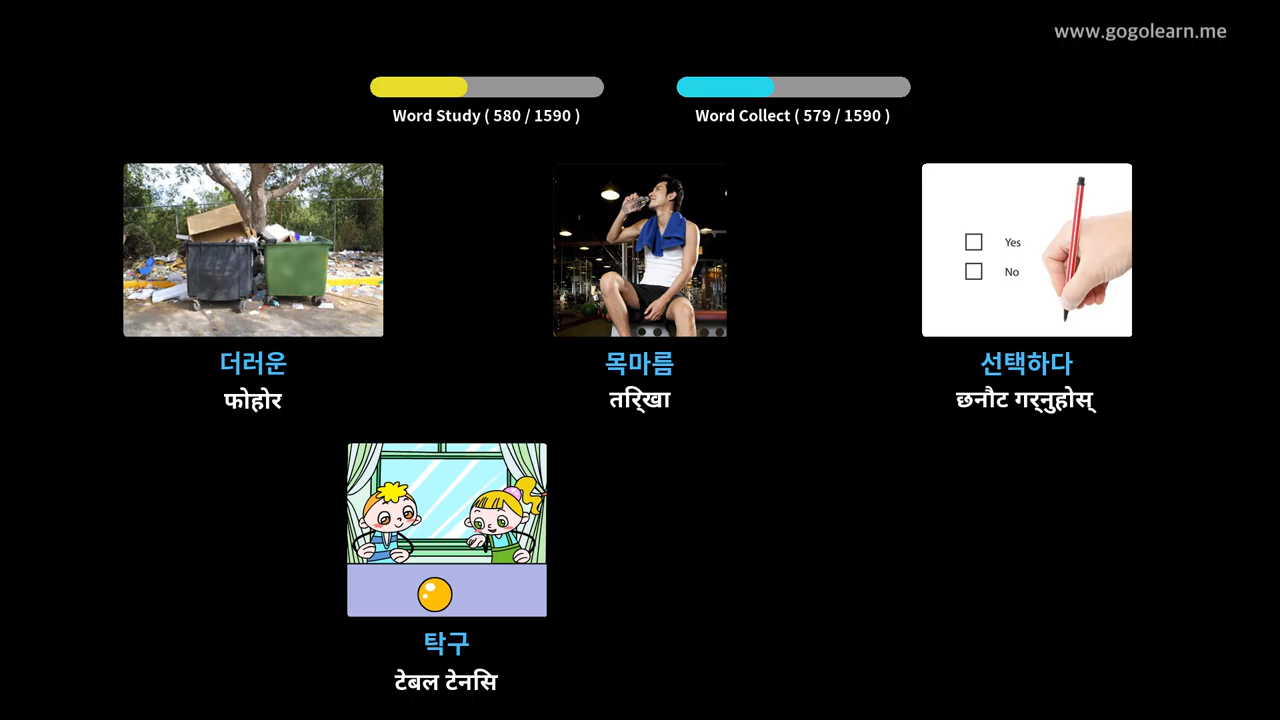 www.gogolearn.me
Word Study ( 580 / 1590 )
Word Collect ( 579 / 1590 )
Yes
No
더러운
목마름
선택하다
फोहोर
तिर्खा
छनौट गर्नुहोस्
탁구
टेबल टेनिस